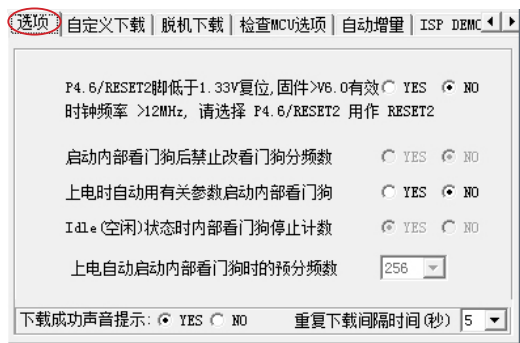 选项 自定义下载 脱机下载 检查MCU选项 自动增量 ISP DEMO
P4.6/RESET2脚低于1.33V复位,固件>V6.0有效 YES NO
时钟频率 >12MHz, 请选择 P4.6/RESET2 用作 RESET2
启动内部看门狗后禁止改看门狗分频数 YES NO
上电时自动用有关参数启动内部看门狗 YES NO
Idle(空闲)状态时内部看门狗停止计数 YES NO
上电自动启动内部看门狗时的预分频数 256
下载成功声音提示: YES NO 重复下载间隔时间(秒) 5